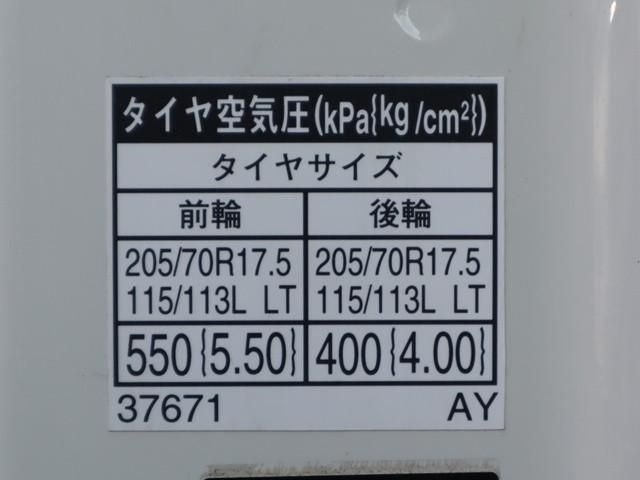 タイヤ空気圧(kPa{kg/cm²})
タイヤサイズ
前輪 後輪
205/70R17.5 205/70R17.5
115/113L LT 115/113L LT
550{5.50} 400{4.00}
37671 AY